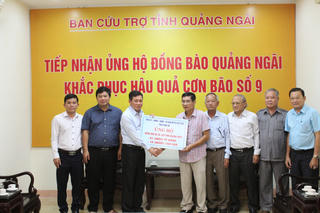 BAN CỨU TRỢ TỈNH QUẢNG NGÃI
TIẾP NHẬN ỦNG HỘ ĐỒNG BÀO QUẢNG NGÃI
KHẮC PHỤC HẬU QUẢ CƠN BÃO SỐ 9
ỦNG HỘ